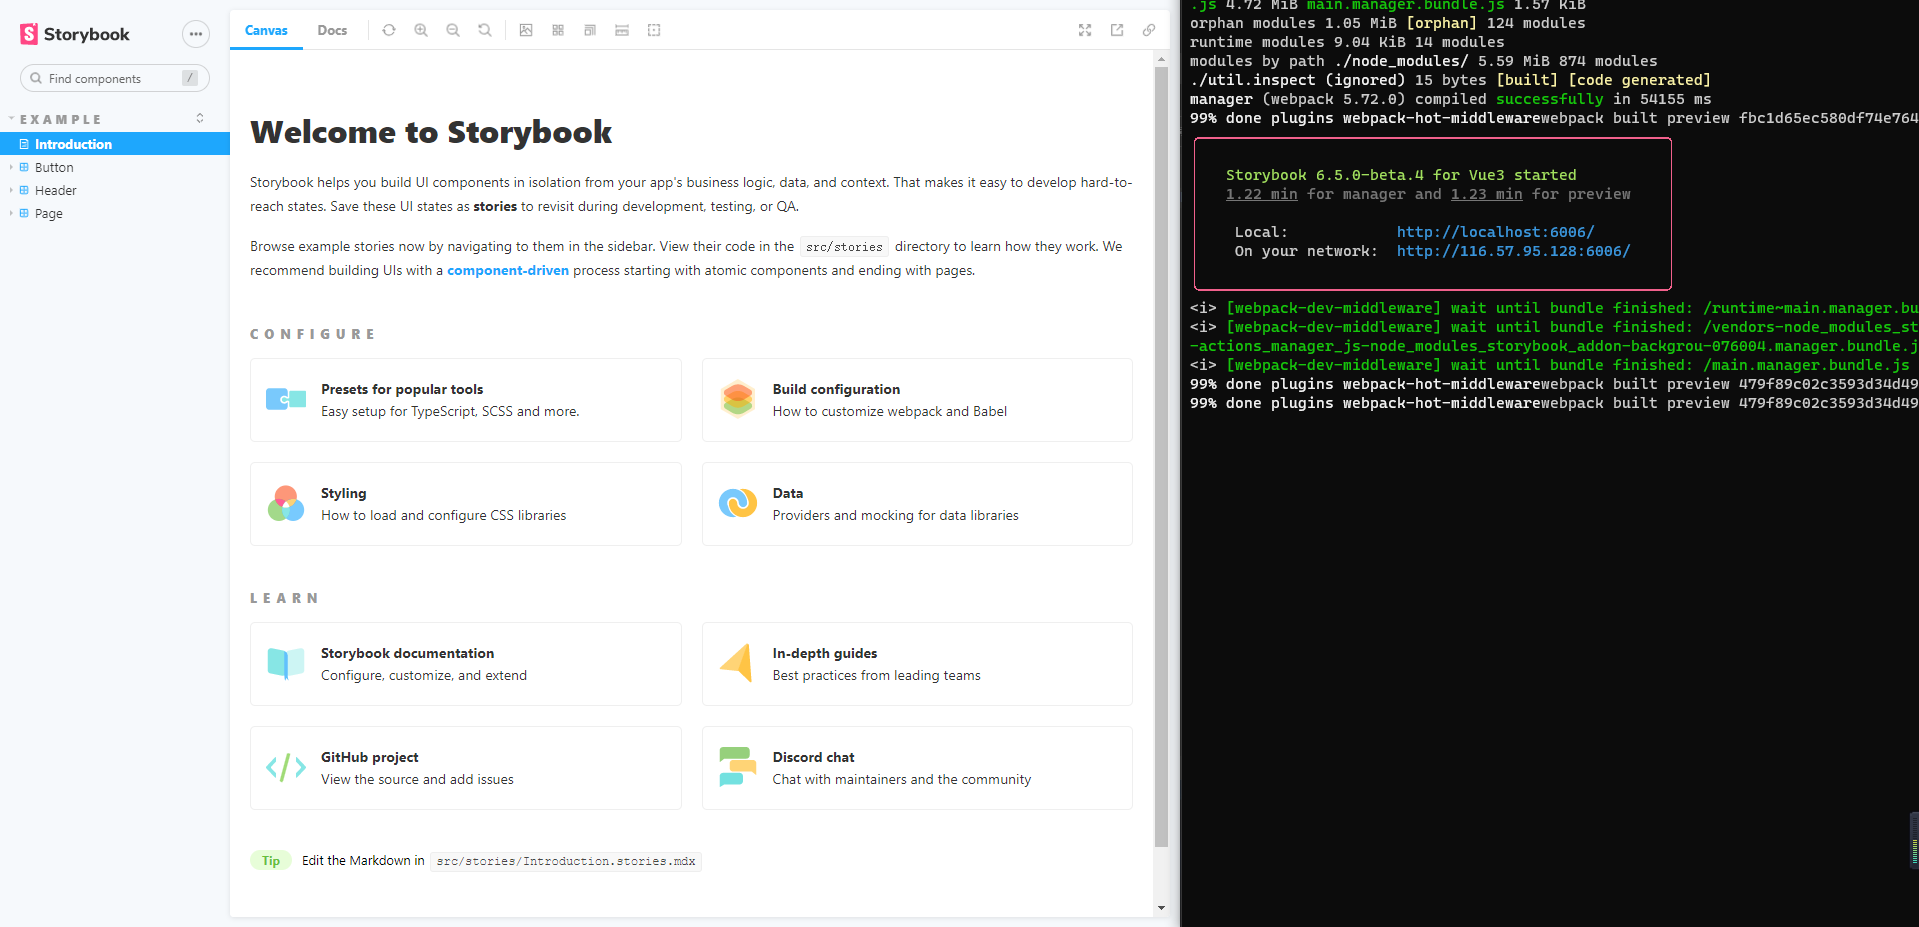 Storybook
Find components
/
EXAMPLE
Introduction
Button
Header
Page
Canvas
Docs
Welcome to Storybook
Storybook helps you build UI components in isolation from your app's business logic, data, and context. That makes it easy to develop hard-to-
reach states. Save these UI states as stories to revisit during development, testing, or QA.
Browse example stories now by navigating to them in the sidebar. View their code in the src/stories directory to learn how they work. We
recommend building UIs with a component-driven process starting with atomic components and ending with pages.
CONFIGURE
Presets for popular tools
Easy setup for TypeScript, SCSS and more.
Build configuration
How to customize webpack and Babel
Styling
How to load and configure CSS libraries
Data
Providers and mocking for data libraries
LEARN
Storybook documentation
Configure, customize, and extend
In-depth guides
Best practices from leading teams
GitHub project
View the source and add issues
Discord chat
Chat with maintainers and the community
Tip Edit the Markdown in src/stories/Introduction.stories.mdx
.js 4.72 MiB main.manager.bundle.js 1.57 KiB
orphan modules 1.05 MiB [orphan] 124 modules
runtime modules 9.04 KiB 14 modules
modules by path ./node_modules/ 5.59 MiB 874 modules
./util.inspect (ignored) 15 bytes [built] [code generated]
manager (webpack 5.72.0) compiled successfully in 54155 ms
99% done plugins webpack-hot-middlewarewebpack built preview fbc1d65ec580df74e764
Storybook 6.5.0-beta.4 for Vue3 started
1.22 min for manager and 1.23 min for preview
Local: http://localhost:6006/
On your network: http://116.57.95.128:6006/
<i> [webpack-dev-middleware] wait until bundle finished: /runtime~main.manager.bu
<i> [webpack-dev-middleware] wait until bundle finished: /vendors-node_modules_st
-actions_manager_js-node_modules_storybook_addon-backgrou-076004.manager.bundle.j
<i> [webpack-dev-middleware] wait until bundle finished: /main.manager.bundle.js
99% done plugins webpack-hot-middlewarewebpack built preview 479f89c02c3593d34d49
99% done plugins webpack-hot-middlewarewebpack built preview 479f89c02c3593d34d49